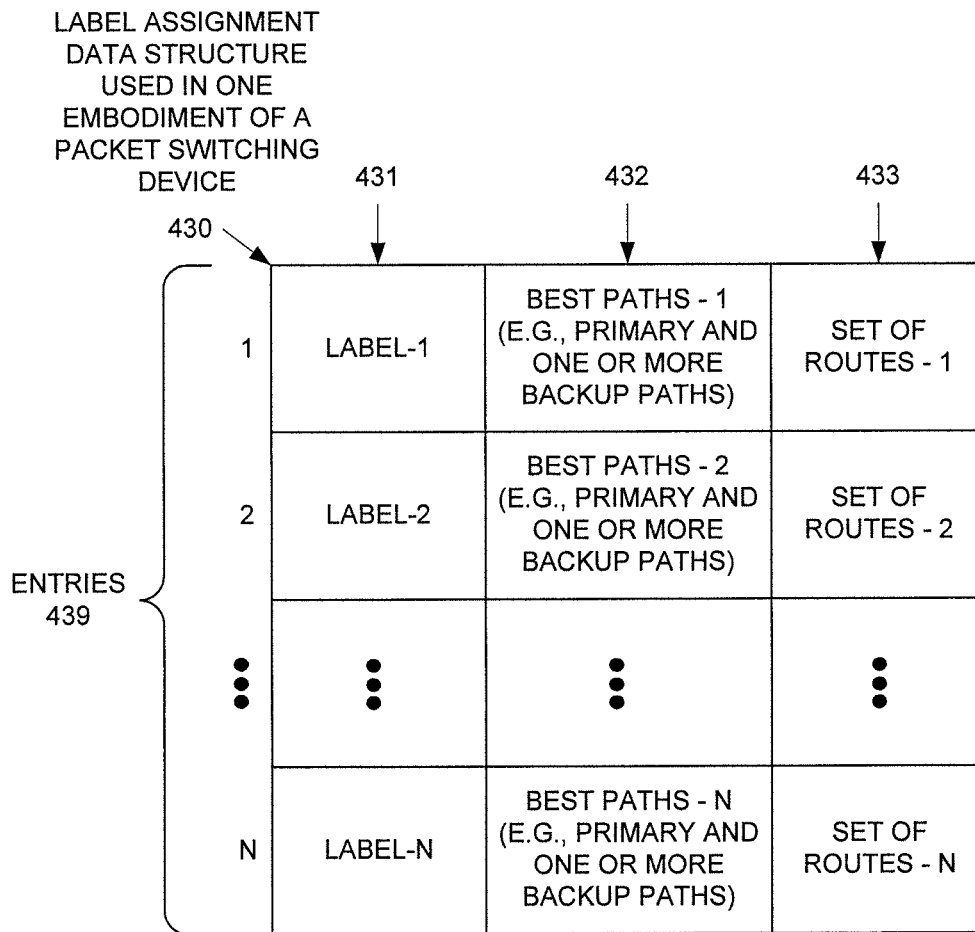 LABEL ASSIGNMENT
DATA STRUCTURE
USED IN ONE
EMBODIMENT OF A
PACKET SWITCHING
DEVICE
430
431
432
433
ENTRIES
439
1
LABEL-1
BEST PATHS - 1
(E.G., PRIMARY AND
ONE OR MORE
BACKUP PATHS)
SET OF
ROUTES - 1
2
LABEL-2
BEST PATHS - 2
(E.G., PRIMARY AND
ONE OR MORE
BACKUP PATHS)
SET OF
ROUTES - 2
N
LABEL-N
BEST PATHS - N
(E.G., PRIMARY AND
ONE OR MORE
BACKUP PATHS)
SET OF
ROUTES - N